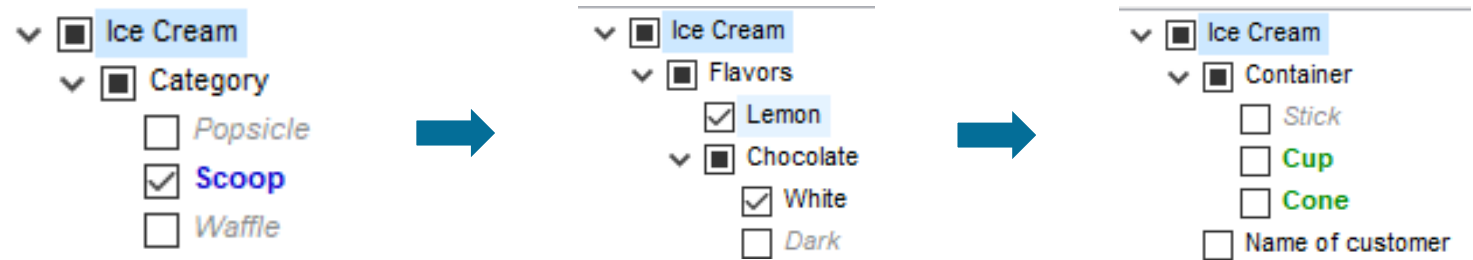 Ice Cream
Category
Popsicle
Scoop
Waffle
Ice Cream
Flavors
Lemon
Chocolate
White
Dark
Ice Cream
Container
Stick
Cup
Cone
Name of customer